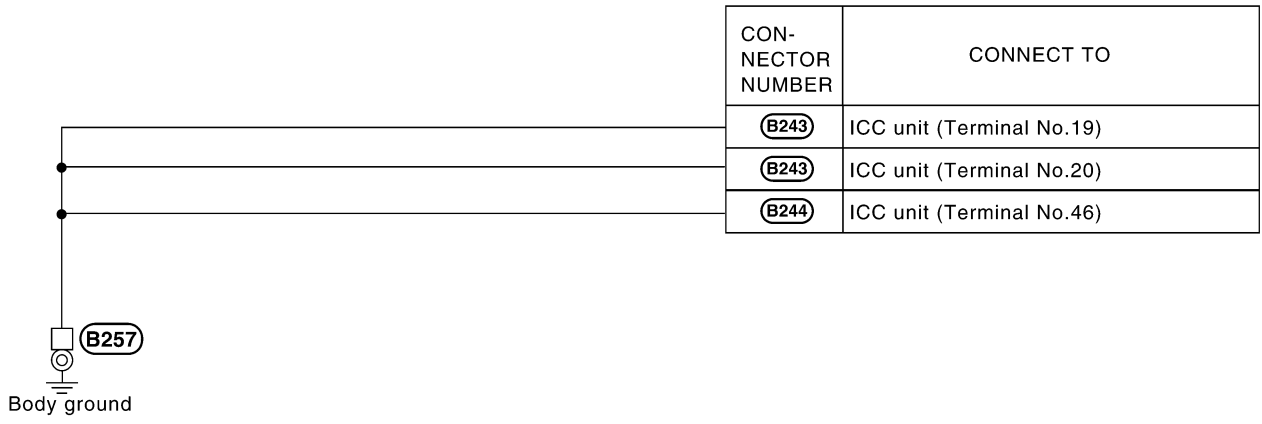 CON-
NECTOR
NUMBER
CONNECT TO
B243
ICC unit (Terminal No.19)
B243
ICC unit (Terminal No.20)
B244
ICC unit (Terminal No.46)
B257
Body ground